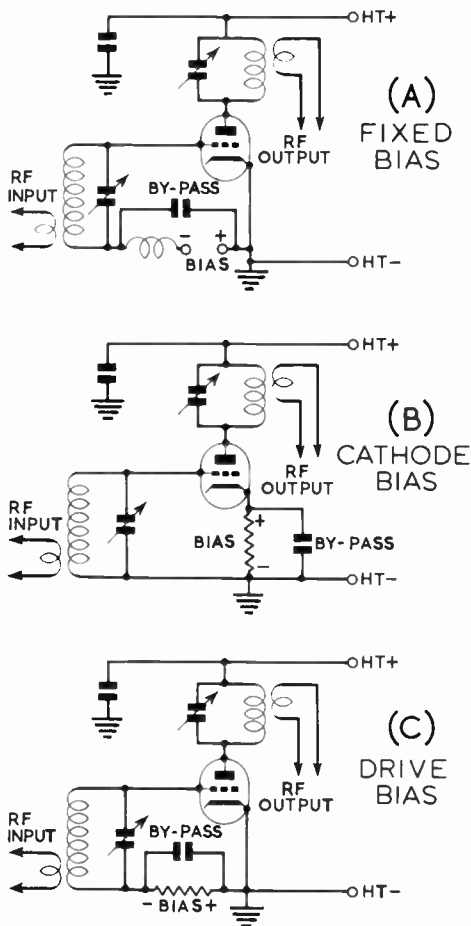 HT+
(A)
FIXED
BIAS
RF
OUTPUT
RF
INPUT
BY-PASS
- +
BIAS
HT-
HT+
(B)
CATHODE
BIAS
RF
OUTPUT
RF
INPUT
+
BIAS
-
BY-PASS
HT-
HT+
(C)
DRIVE
BIAS
RF
OUTPUT
RF
INPUT
BY-PASS
- BIAS +
HT-